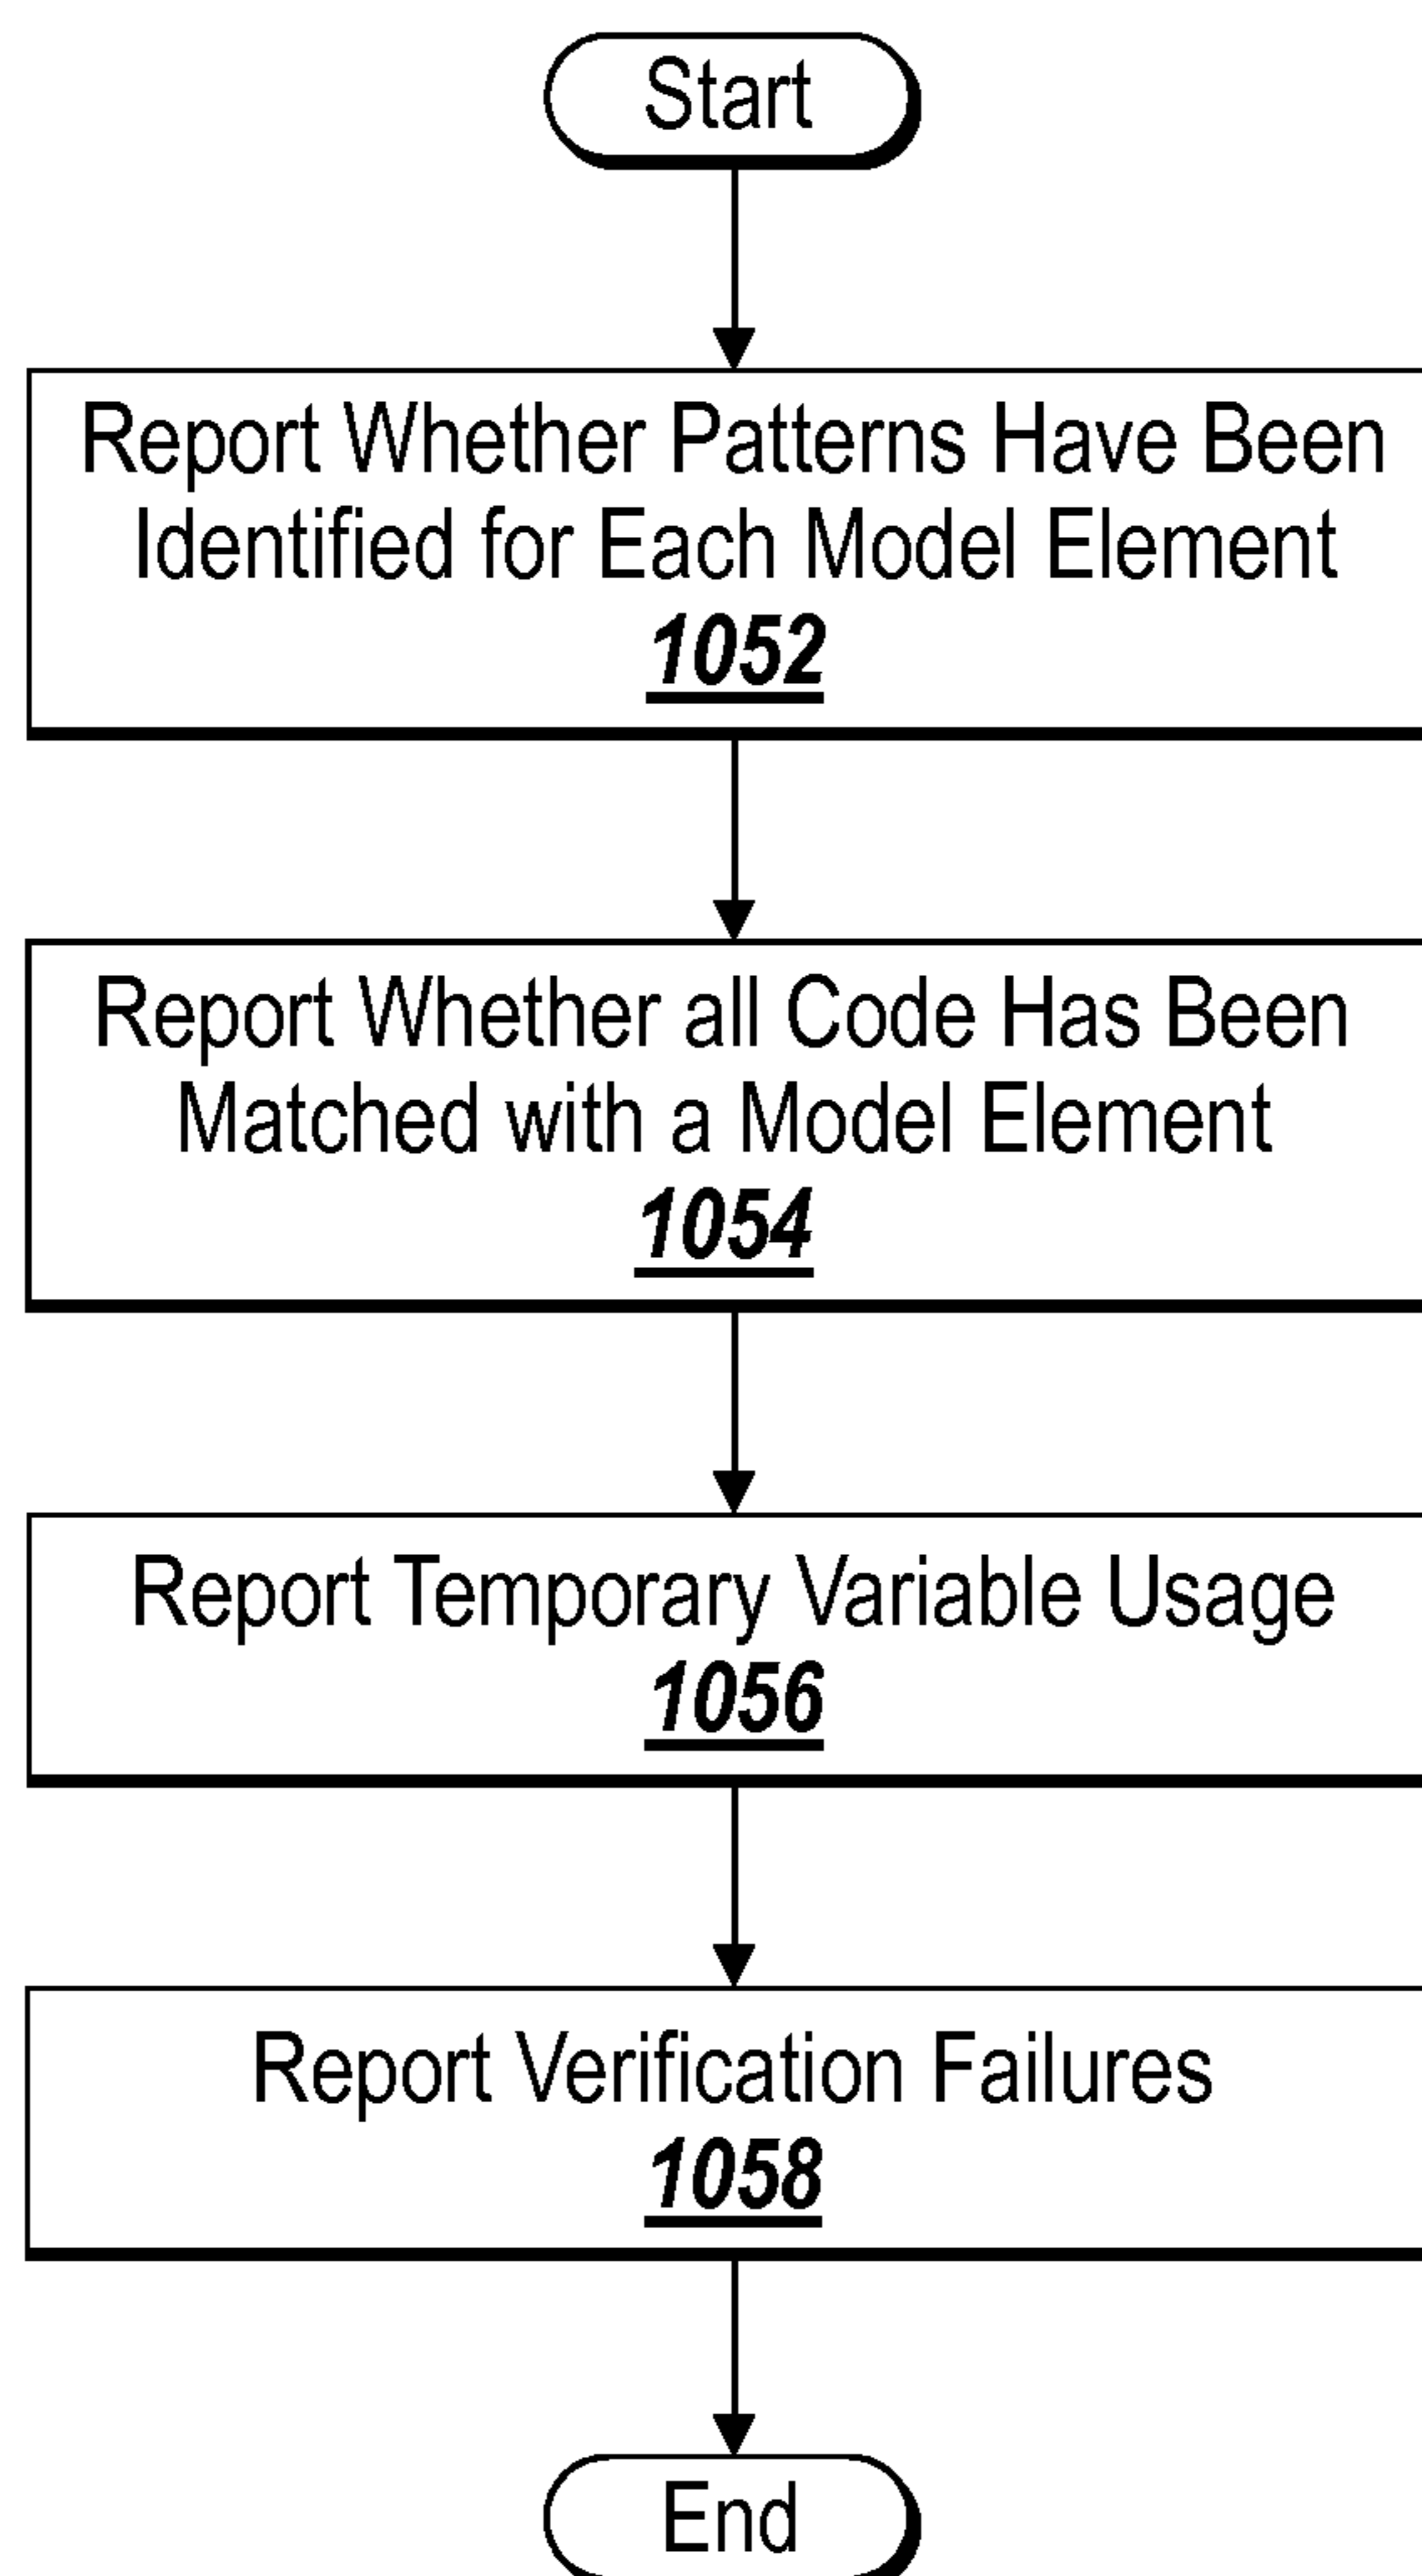 Start
Report Whether Patterns Have Been
Identified for Each Model Element
1052
Report Whether all Code Has Been
Matched with a Model Element
1054
Report Temporary Variable Usage
1056
Report Verification Failures
1058
End